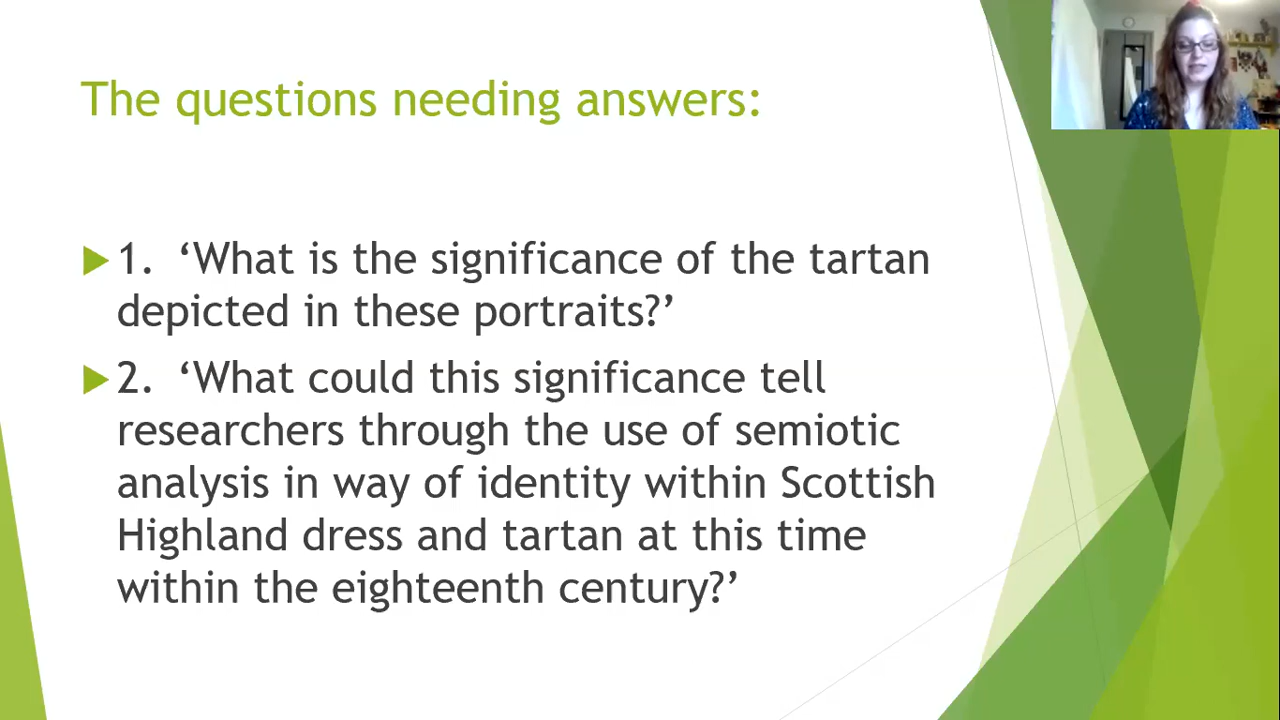 The questions needing answers:
1. ‘What is the significance of the tartan
depicted in these portraits?’
2. ‘What could this significance tell
researchers through the use of semiotic
analysis in way of identity within Scottish
Highland dress and tartan at this time
within the eighteenth century?’